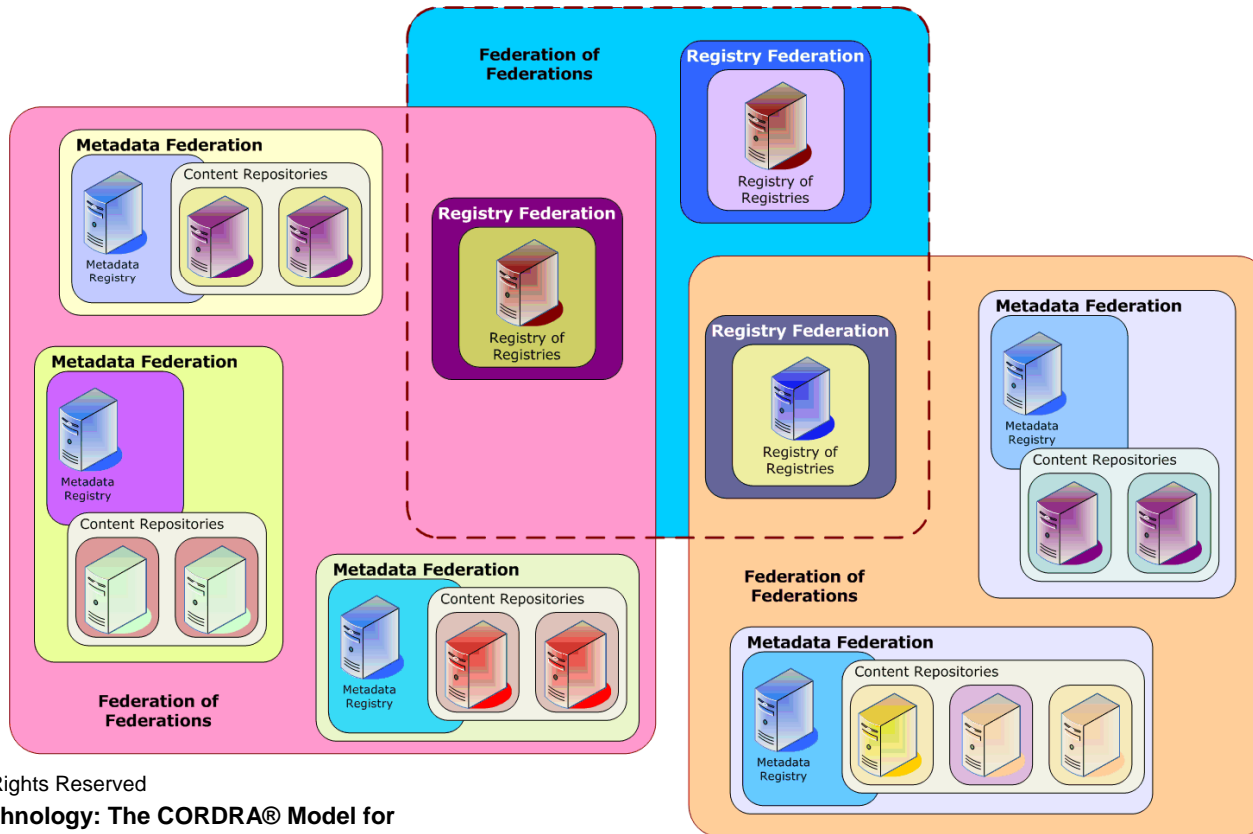 Federation of
Federations
Registry Federation
Registry of
Registries
Metadata Federation
Content Repositories
Metadata
Registry
Registry Federation
Registry of
Registries
Metadata Federation
Content Repositories
Metadata
Registry
Registry Federation
Registry of
Registries
Metadata Federation
Metadata
Registry
Content Repositories
Metadata Federation
Content Repositories
Metadata
Registry
Federation of
Federations
Metadata Federation
Content Repositories
Metadata
Registry
Federation of
Federations
Rights Reserved
hnology: The CORDRA® Model for